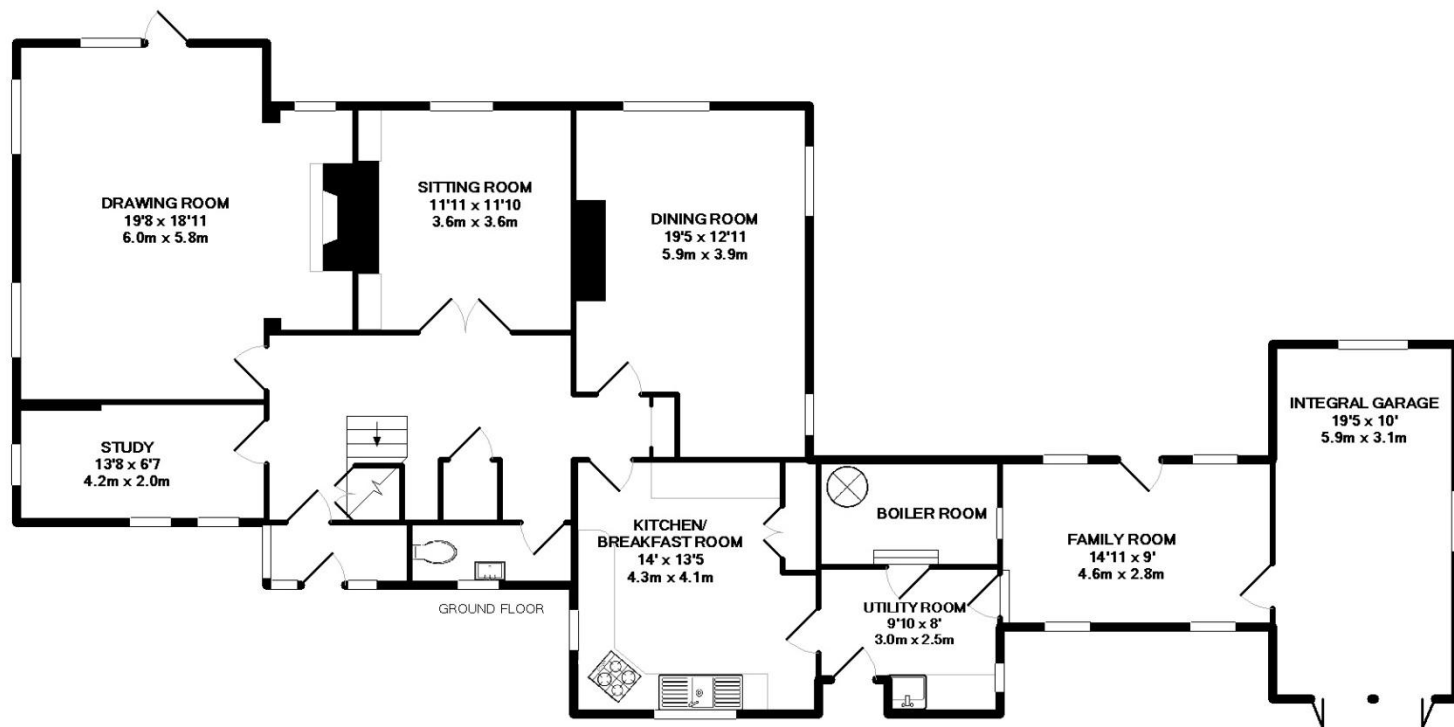 DRAWING ROOM
19'8 x 18'11
6.0m x 5.8m
SITTING ROOM
11'11 x 11'10
3.6m x 3.6m
DINING ROOM
19'5 x 12'11
5.9m x 3.9m
INTEGRAL GARAGE
19'5 x 10'
5.9m x 3.1m
STUDY
13'8 x 6'7
4.2m x 2.0m
KITCHEN/
BREAKFAST ROOM
14' x 13'5
4.3m x 4.1m
BOILER ROOM
FAMILY ROOM
14'11 x 9'
4.6m x 2.8m
UTILITY ROOM
9'10 x 8'
3.0m x 2.5m
GROUND FLOOR